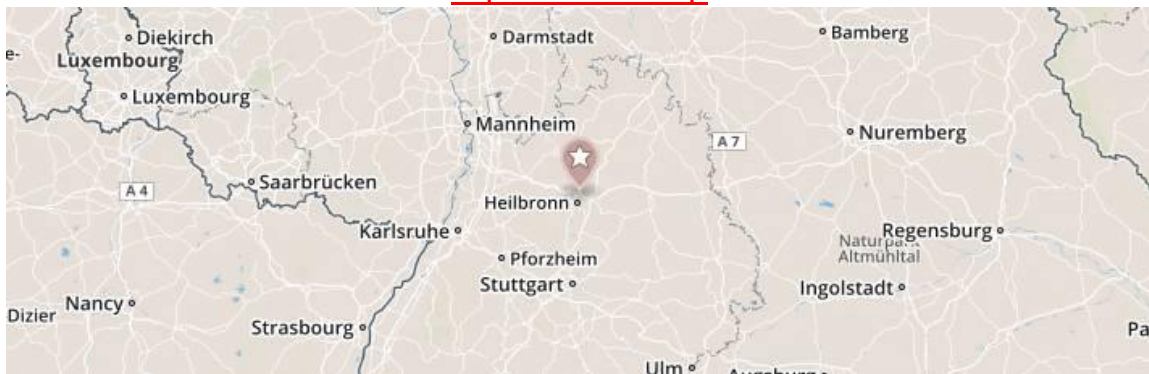 Diekirch
Luxembourg
Luxembourg
Darmstadt
Bamberg
Mannheim
Nuremberg
A 7
A 4
Saarbrücken
Heilbronn
Karlsruhe
Regensburg
Naturpark
Altmühltal
Pforzheim
Stuttgart
Ingolstadt
Nancy
Dizier
Strasbourg
Pa
Ulm